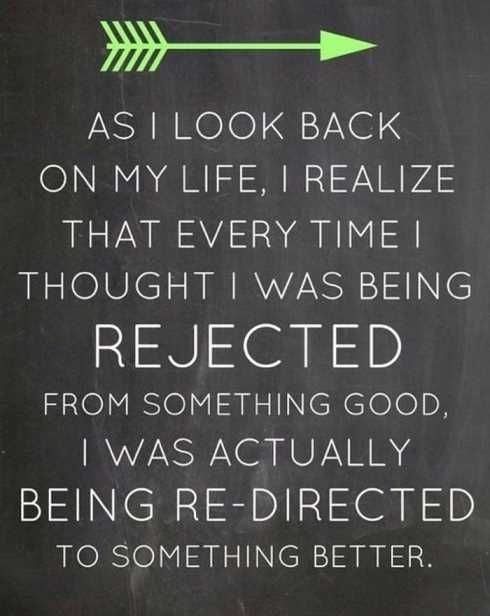 AS I LOOK BACK
ON MY LIFE, I REALIZE
THAT EVERY TIME I
THOUGHT I WAS BEING
REJECTED
FROM SOMETHING GOOD,
I WAS ACTUALLY
BEING RE-DIRECTED
TO SOMETHING BETTER.